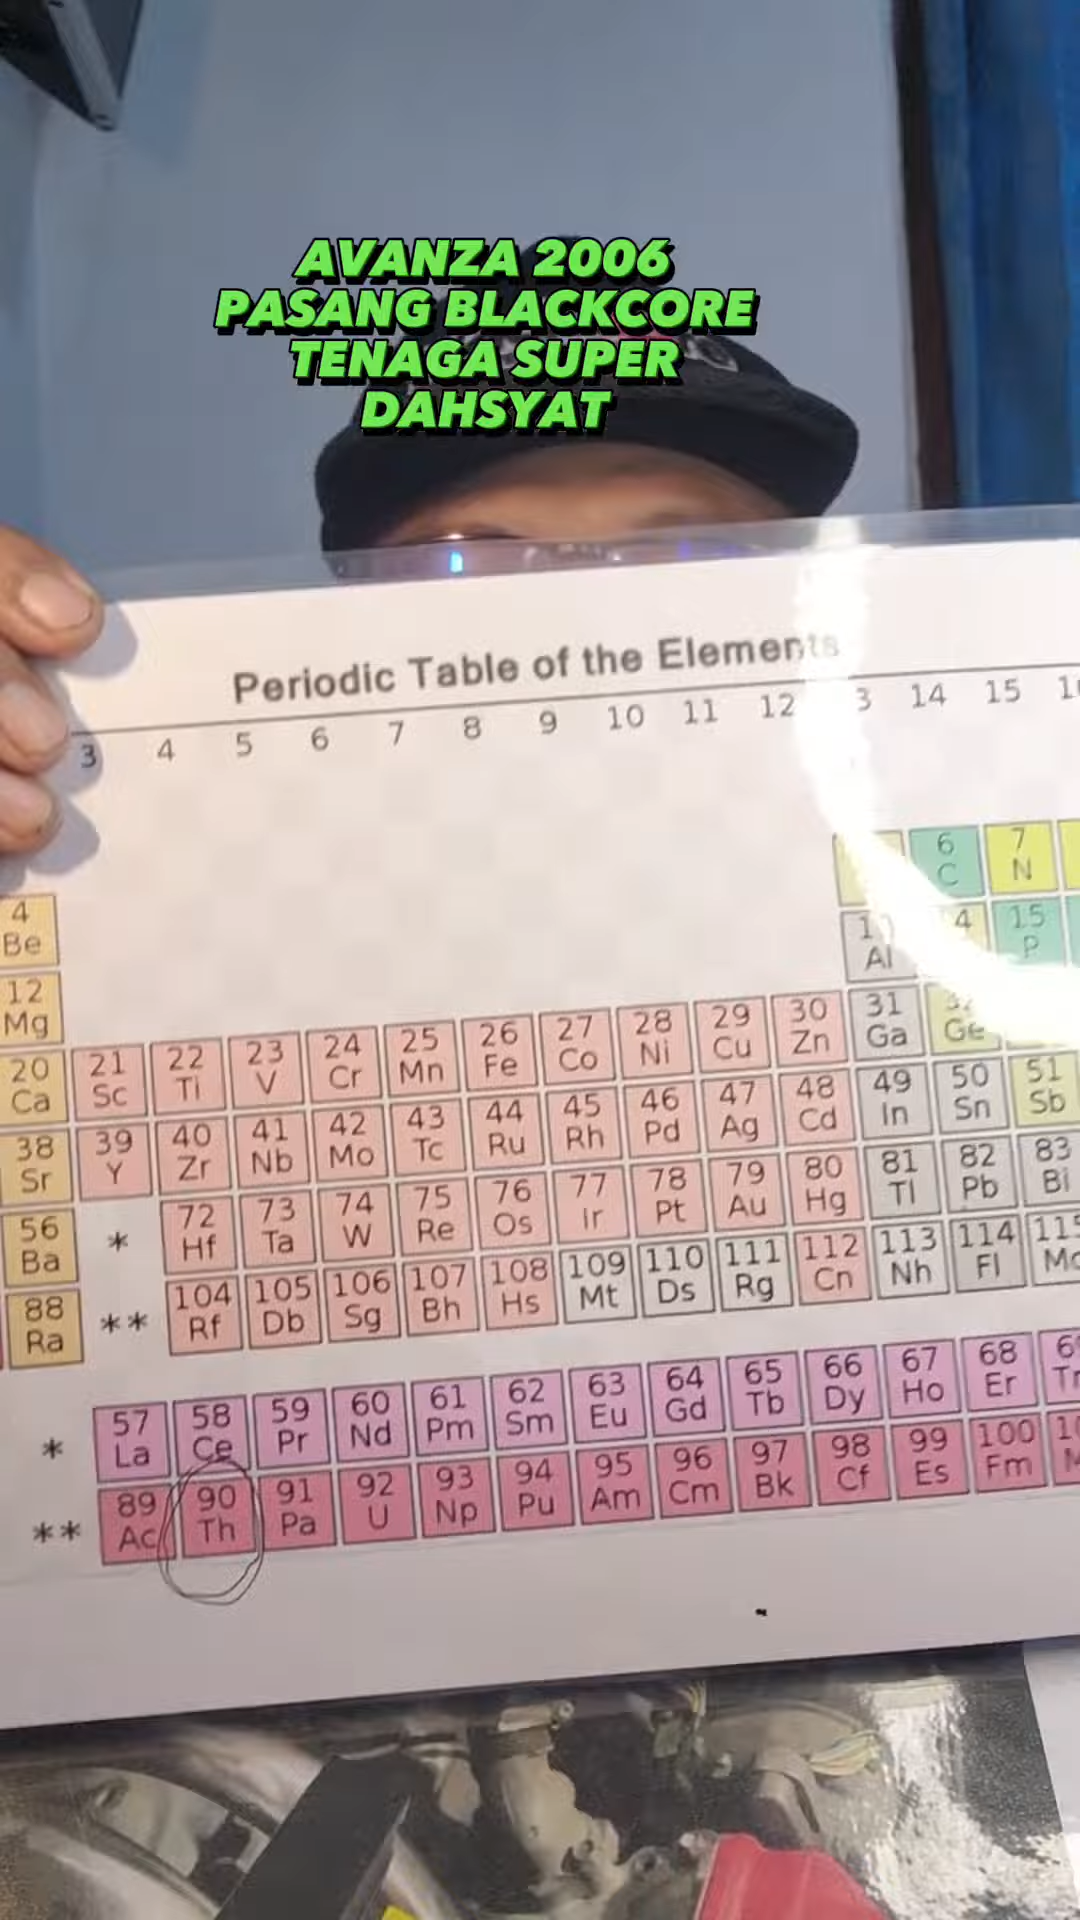 AVANZA 2006
PASANG BLACKCORE
TENAGA SUPER
DAHSYAT
Periodic Table of the Elements
3 4 5 6 7 8 9 10 11 12 3 14 15
6 7
C N
4 15
Be Al P
12
Mg
31
Ga Ge
20 21 22 23 24 25 26 27 28 29 30
Ca Sc Ti V Cr Mn Fe Co Ni Cu Zn
38 39 40 41 42 43 44 45 46 47 48 49 50 51
Sr Y Zr Nb Mo Tc Ru Rh Pd Ag Cd In Sn Sb
56 * 72 73 74 75 76 77 78 79 80 81 82 83
Ba Hf Ta W Re Os Ir Pt Au Hg Tl Pb Bi
88 ** 104 105 106 107 108 109 110 111 112 113 114 115
Ra Rf Db Sg Bh Hs Mt Ds Rg Cn Nh Fl
* 57 58 59 60 61 62 63 64 65 66 67 68
La Ce Pr Nd Pm Sm Eu Gd Tb Dy Ho Er
** 89 90 91 92 93 94 95 96 97 98 99 100
Ac Th Pa U Np Pu Am Cm Bk Cf Es Fm